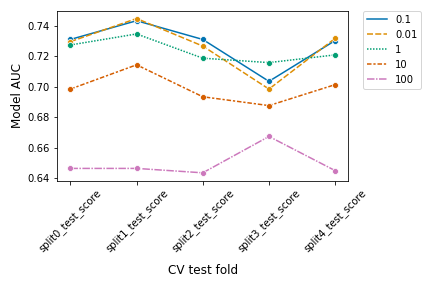 0.74
0.72
0.70
0.68
0.66
0.64
Model AUC
split0_test_score
split1_test_score
split2_test_score
split3_test_score
split4_test_score
CV test fold
0.1
0.01
1
10
100